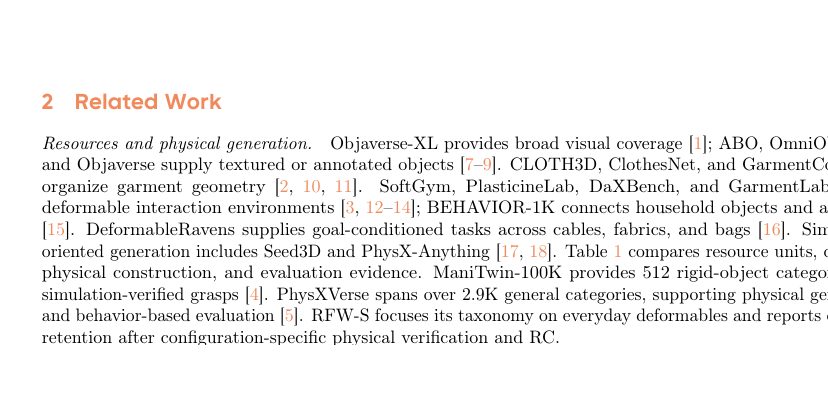 2 Related Work
Resources and physical generation. Objaverse-XL provides broad visual coverage [1]; ABO,
and Objaverse supply textured or annotated objects [7–9]. CLOTH3D, ClothesNet, and
organize garment geometry [2, 10, 11]. SoftGym, PlasticineLab, DaXBench, and GarmentLab
deformable interaction environments [3, 12–14]; BEHAVIOR-1K connects household objects and
[15]. DeformableRavens supplies goal-conditioned tasks across cables, fabrics, and bags [16].
oriented generation includes Seed3D and PhysX-Anything [17, 18]. Table 1 compares resource units,
physical construction, and evaluation evidence. ManiTwin-100K provides 512 rigid-object
simulation-verified grasps [4]. PhysXVerse spans over 2.9K general categories, supporting physical
and behavior-based evaluation [5]. RFW-S focuses its taxonomy on everyday deformables and reports
retention after configuration-specific physical verification and RC.